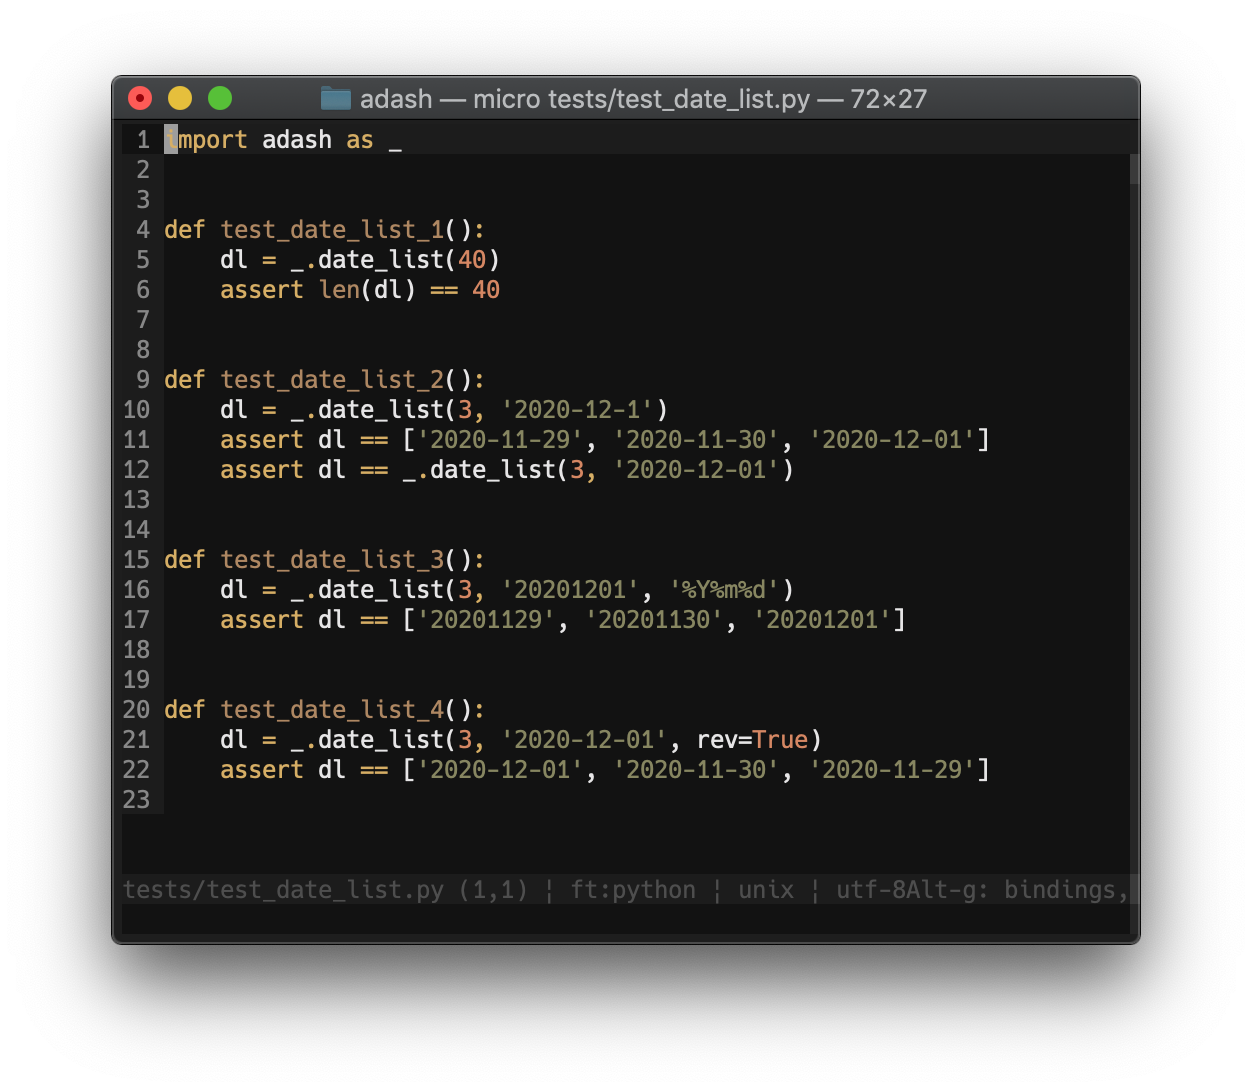 adash — micro tests/test_date_list.py — 72×27
1 import adash as _
2
3
4 def test_date_list_1():
5     dl = _.date_list(40)
6     assert len(dl) == 40
7
8
9 def test_date_list_2():
10     dl = _.date_list(3, '2020-12-1')
11     assert dl == ['2020-11-29', '2020-11-30', '2020-12-01']
12     assert dl == _.date_list(3, '2020-12-01')
13
14
15 def test_date_list_3():
16     dl = _.date_list(3, '20201201', '%Y%m%d')
17     assert dl == ['20201129', '20201130', '20201201']
18
19
20 def test_date_list_4():
21     dl = _.date_list(3, '2020-12-01', rev=True)
22     assert dl == ['2020-12-01', '2020-11-30', '2020-11-29']
23
tests/test_date_list.py (1,1) ¦ ft:python ¦ unix ¦ utf-8Alt-g: bindings,